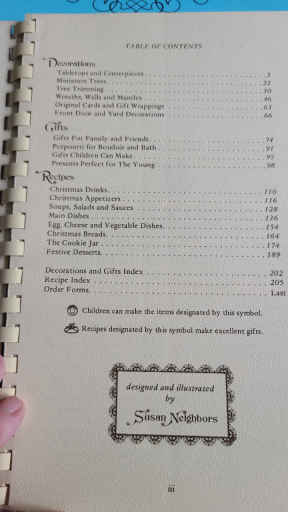 TABLE OF CONTENTS
Decorations
Tabletops and Centerpieces 3
Miniature Trees 22
Tree Trimming 30
Wreaths, Walls and Mantles 46
Original Cards and Gift Wrappings 63
Front Door and Yard Decorations 66
Gifts
Gifts For Family and Friends 74
Potpourri for Boudoir and Bath 91
Gifts Children Can Make 95
Presents Perfect for The Young 98
Recipes
Christmas Drinks 110
Christmas Appetizers 116
Soups, Salads and Sauces 128
Main Dishes 136
Egg, Cheese and Vegetable Dishes 154
Christmas Breads 164
The Cookie Jar 174
Festive Desserts 189
Decorations and Gifts Index 202
Recipe Index 205
Order Forms Last
Children can make the items designated by this symbol.
Recipes designated by this symbol make excellent gifts.
designed and illustrated
by
Susan Neighbors
iii